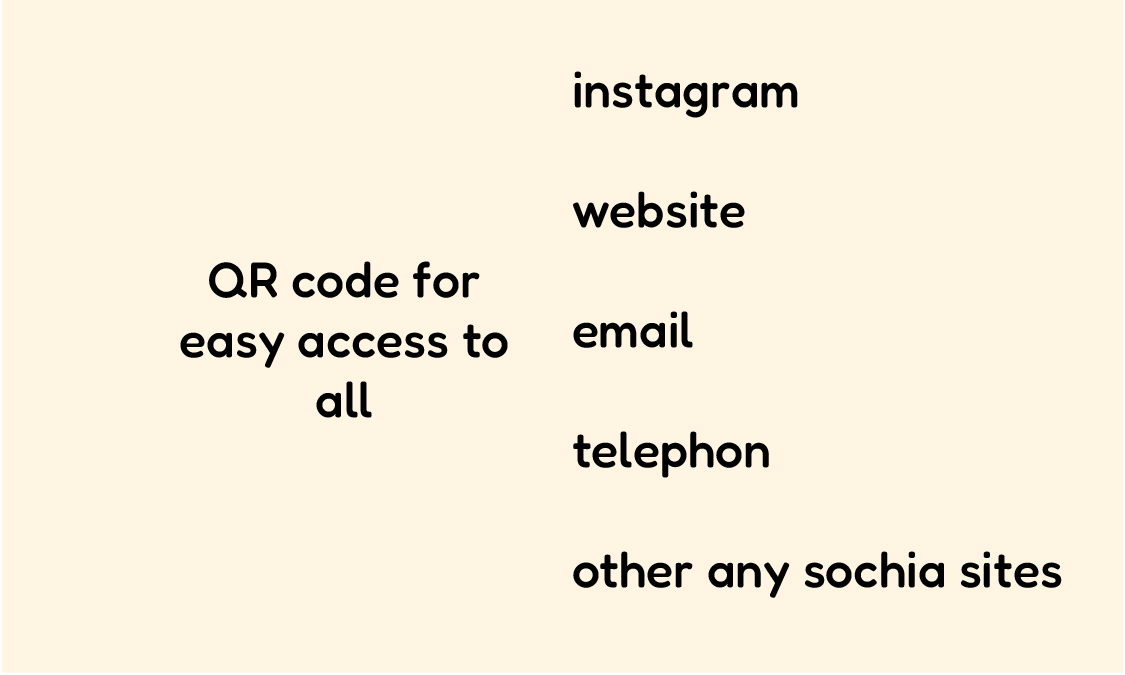 QR code for
easy access to
all
instagram
website
email
telephon
other any sochia sites